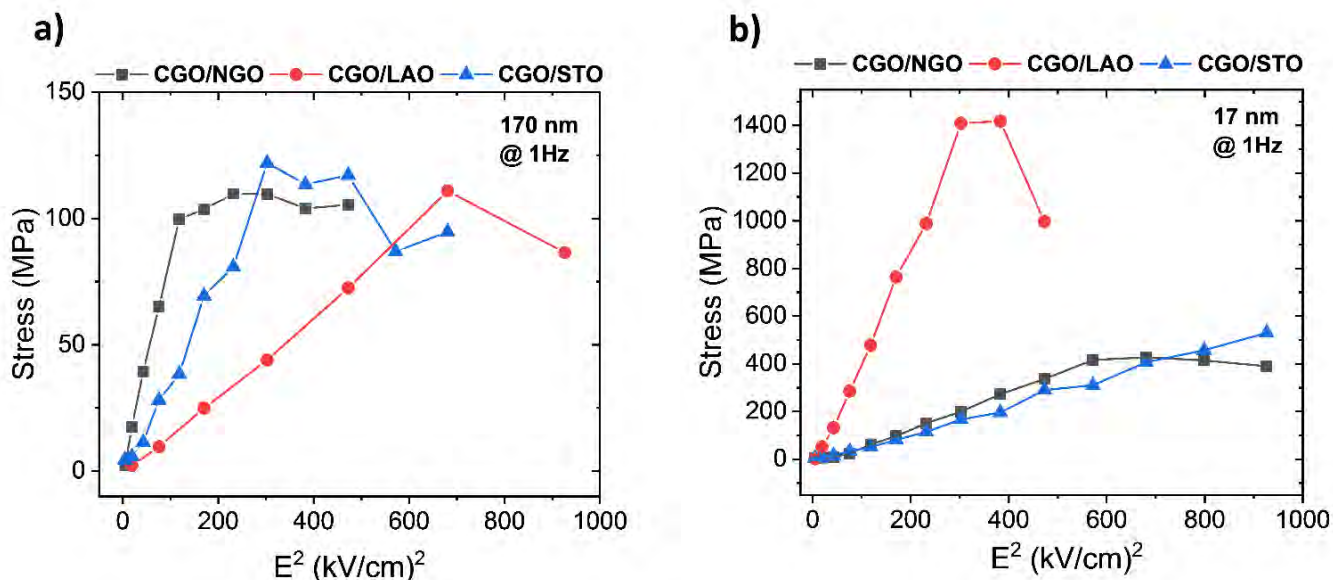 a)
CGO/NGO CGO/LAO CGO/STO
150
100
50
0
Stress (MPa)
170 nm
@ 1Hz
0 200 400 600 800 1000
E² (kV/cm)²
b)
CGO/NGO CGO/LAO CGO/STO
1400
1200
1000
800
600
400
200
0
Stress (MPa)
17 nm
@ 1Hz
0 200 400 600 800 1000
E² (kV/cm)²